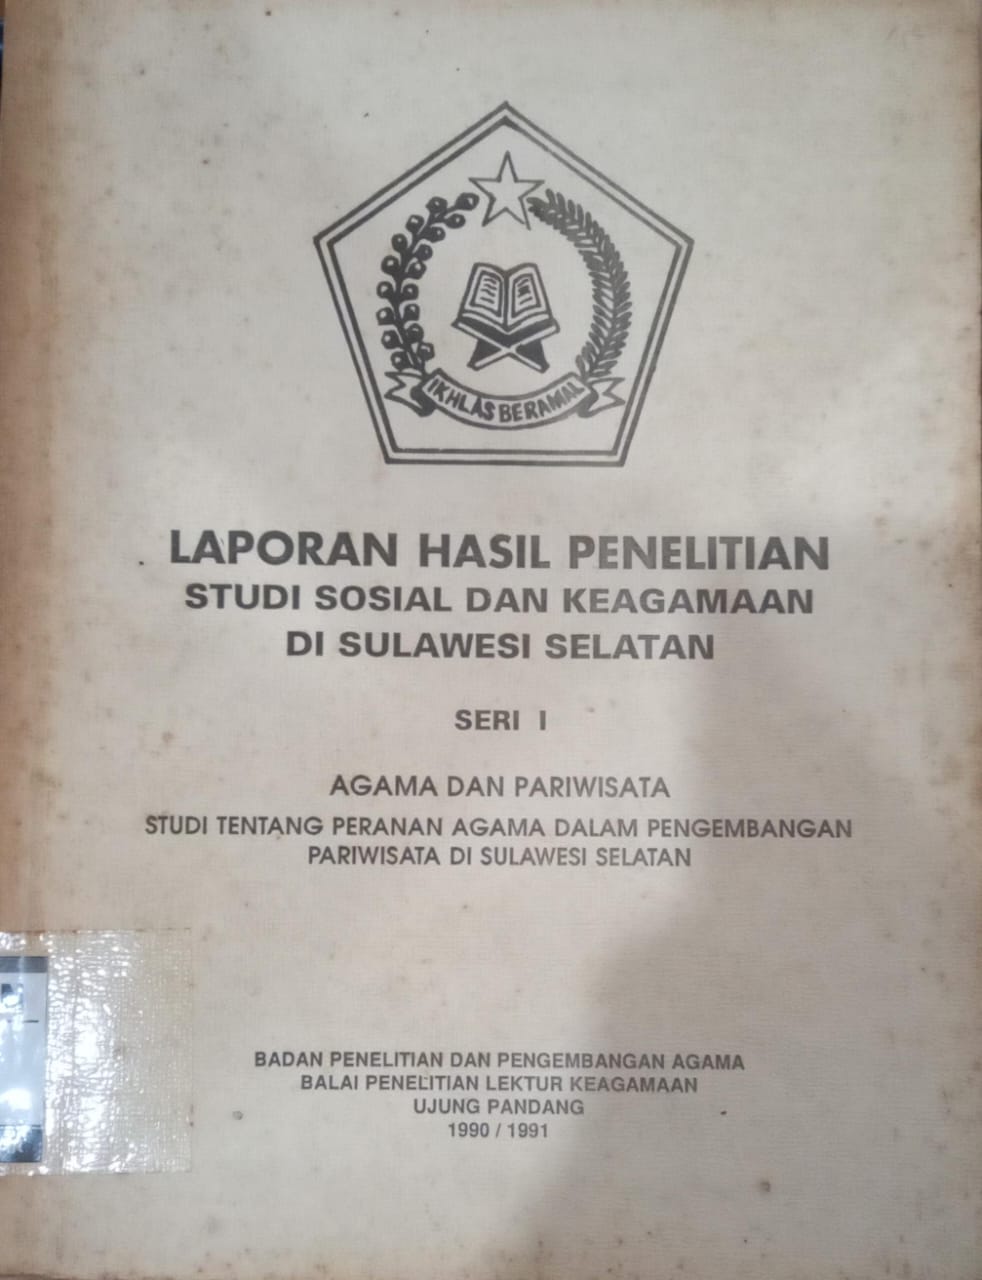 IKHLAS BERAMAL
LAPORAN HASIL PENELITIAN
STUDI SOSIAL DAN KEAGAMAAN
DI SULAWESI SELATAN
SERI I
AGAMA DAN PARIWISATA
STUDI TENTANG PERANAN AGAMA DALAM PENGEMBANGAN
PARIWISATA DI SULAWESI SELATAN
BADAN PENELITIAN DAN PENGEMBANGAN AGAMA
BALAI PENELITIAN LEKTUR KEAGAMAAN
UJUNG PANDANG
1990 / 1991